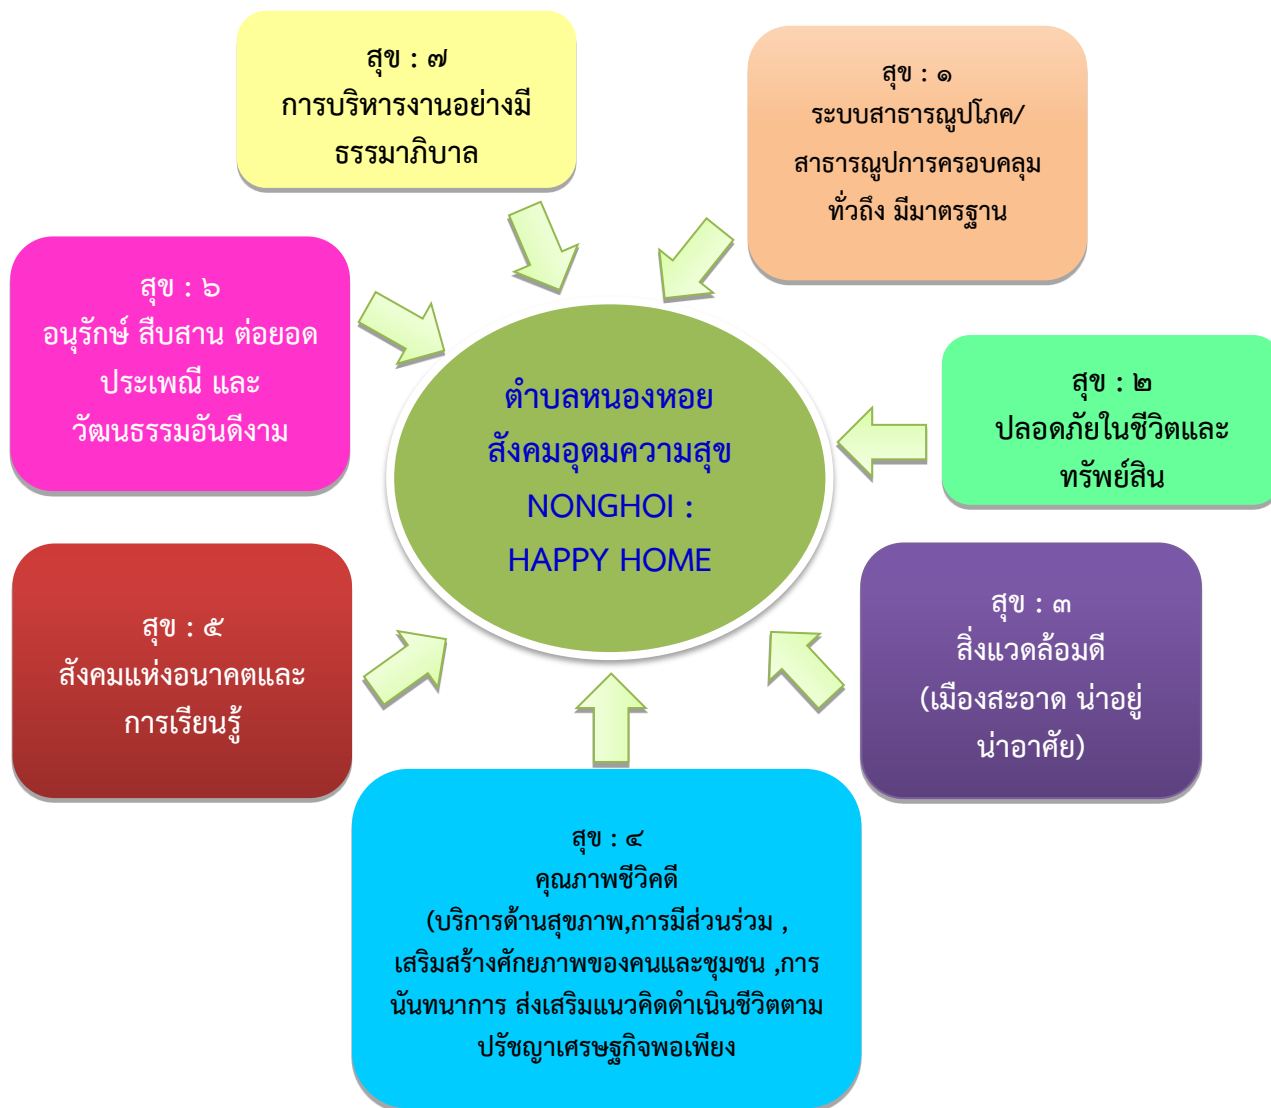 สุข : ๗
การบริหารงานอย่างมี
ธรรมาภิบาล
สุข : ๑
ระบบสาธารณูปโภค/
สาธารณูปการครอบคลุม
ทั่วถึง มีมาตรฐาน
สุข : ๖
อนุรักษ์ สืบสาน ต่อยอด
ประเพณี และ
วัฒนธรรมอันดีงาม
ตำบลหนองหอย
สังคมอุดมความสุข
NONGHOI :
HAPPY HOME
สุข : ๒
ปลอดภัยในชีวิตและ
ทรัพย์สิน
สุข : ๕
สังคมแห่งอนาคตและ
การเรียนรู้
สุข : ๓
สิ่งแวดล้อมดี
(เมืองสะอาด น่าอยู่
น่าอาศัย)
สุข : ๔
คุณภาพชีวิคดี
(บริการด้านสุขภาพ,การมีส่วนร่วม ,
เสริมสร้างศักยภาพของคนและชุมชน ,การ
นันทนาการ ส่งเสริมแนวคิดดำเนินชีวิตตาม
ปรัชญาเศรษฐกิจพอเพียง